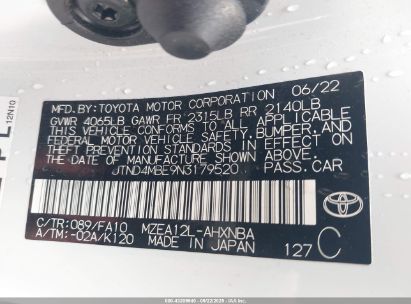 MFD.BY:TOYOTA MOTOR CORPORATION 06/22
GVWR 4065LB GAWR FR 2315LB RR 2140LB
THIS VEHICLE CONFORMS TO ALL APPLICABLE
FEDERAL MOTOR VEHICLE SAFETY, BUMPER, AND
THEFT PREVENTION STANDARDS IN EFFECT ON
THE DATE OF MANUFACTURE SHOWN ABOVE.
JTND4MBE9N3179520 PASS.CAR
TOYOTA
C/TR:089/FA10 MZEA12L-AHXNBA
A/TM:-02A/K120 MADE IN JAPAN 127 C
12N10